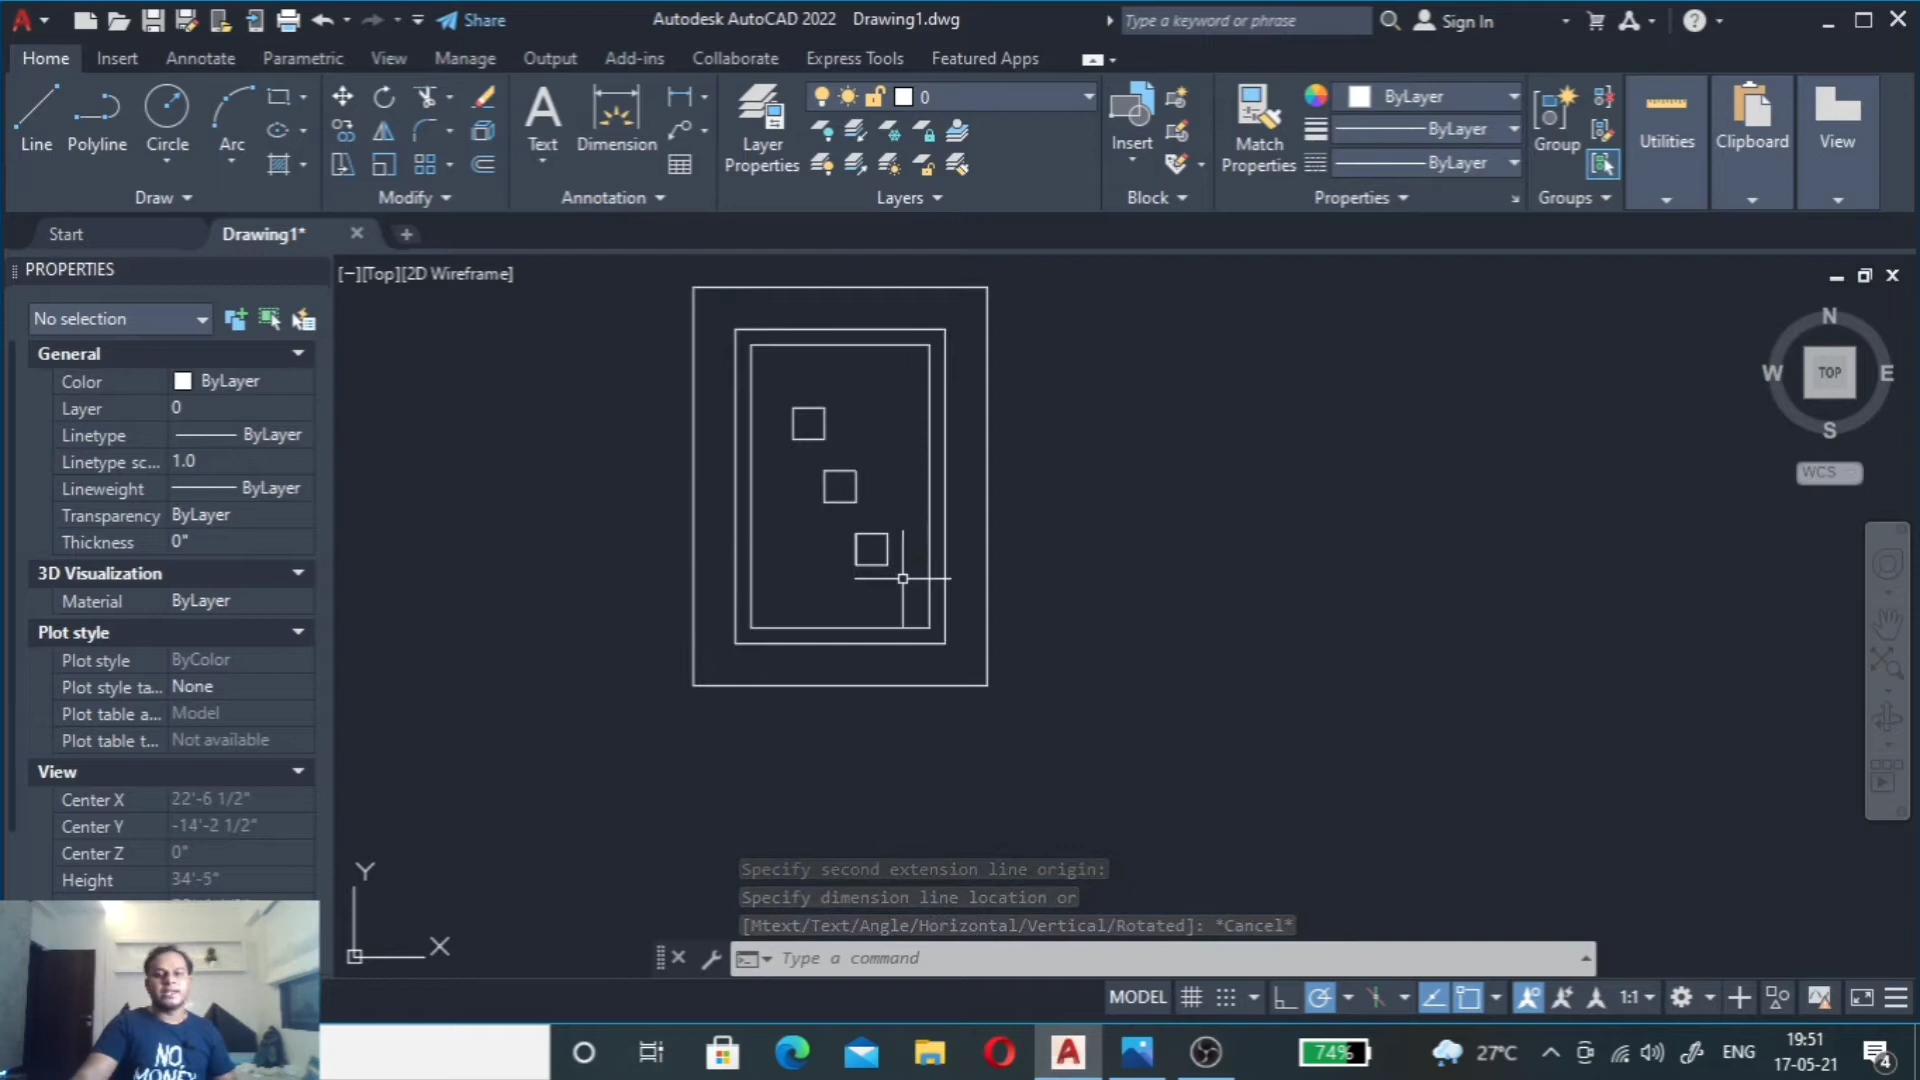 Share
Autodesk AutoCAD 2022 Drawing1.dwg
Type a keyword or phrase
Sign In
Home Insert Annotate Parametric View Manage Output Add-ins Collaborate Express Tools Featured Apps
Line Polyline Circle Arc
Text Dimension
Layer Properties
0
Insert
Match Properties
ByLayer
ByLayer
ByLayer
Group
Utilities
Clipboard
View
Draw Modify Annotation Layers Block Properties Groups
Start Drawing1*
PROPERTIES
[−][Top][2D Wireframe]
No selection
General
Color ByLayer
Layer 0
Linetype ByLayer
Linetype sc... 1.0
Lineweight ByLayer
Transparency ByLayer
Thickness 0"
3D Visualization
Material ByLayer
Plot style
Plot style ByColor
Plot style ta... None
Plot table a... Model
Plot table t... Not available
View
Center X 22'-6 1/2"
Center Y -14'-2 1/2"
Center Z 0"
Height 34'-5"
N
W TOP E
S
WCS
Y
X
Specify second extension line origin:
Specify dimension line location or
[Mtext/Text/Angle/Horizontal/Vertical/Rotated]: *Cancel*
Type a command
MODEL 1:1
NO,
MONEY
74%
27°C
ENG
19:51
17-05-21
4